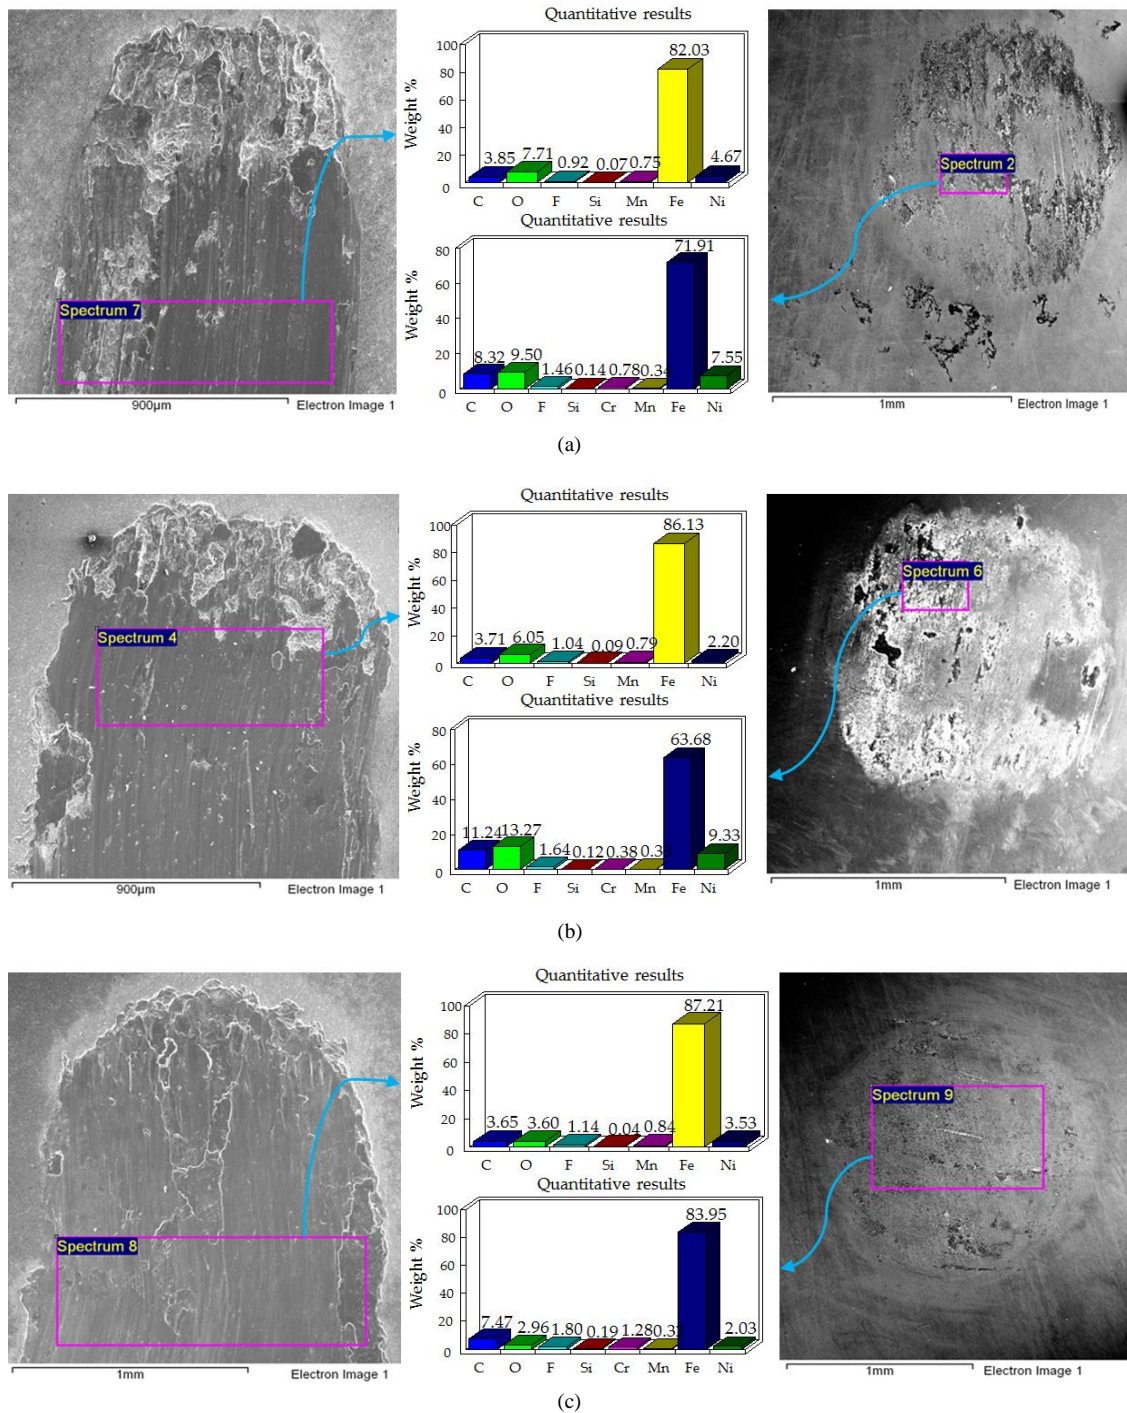 Quantitative results
Weight %
100
80
60
40
20
0
3.85 7.71 0.92 0.07 0.75 82.03 4.67
C O F Si Mn Fe Ni
Spectrum 7
900µm Electron Image 1
Quantitative results
Weight %
80
60
40
20
0
8.32 9.50 1.46 0.14 0.78 0.34 71.91 7.55
C O F Si Cr Mn Fe Ni
Spectrum 2
1mm Electron Image 1
(a)
Quantitative results
Weight %
100
80
60
40
20
0
3.71 6.05 1.04 0.09 0.79 86.13 2.20
C O F Si Mn Fe Ni
Spectrum 4
900µm Electron Image 1
Quantitative results
Weight %
80
60
40
20
0
11.24 13.27 1.64 0.12 0.38 63.68 9.33
C O F Si Cr Mn Fe Ni
Spectrum 6
1mm Electron Image 1
(b)
Quantitative results
Weight %
100
80
60
40
20
0
3.65 3.60 1.14 0.04 0.84 87.21 3.53
C O F Si Mn Fe Ni
Spectrum 8
1mm Electron Image 1
Quantitative results
Weight %
100
80
60
40
20
0
7.47 2.96 1.80 0.19 1.28 83.95 2.03
C O F Si Cr Mn Fe Ni
Spectrum 9
1mm Electron Image 1
(c)